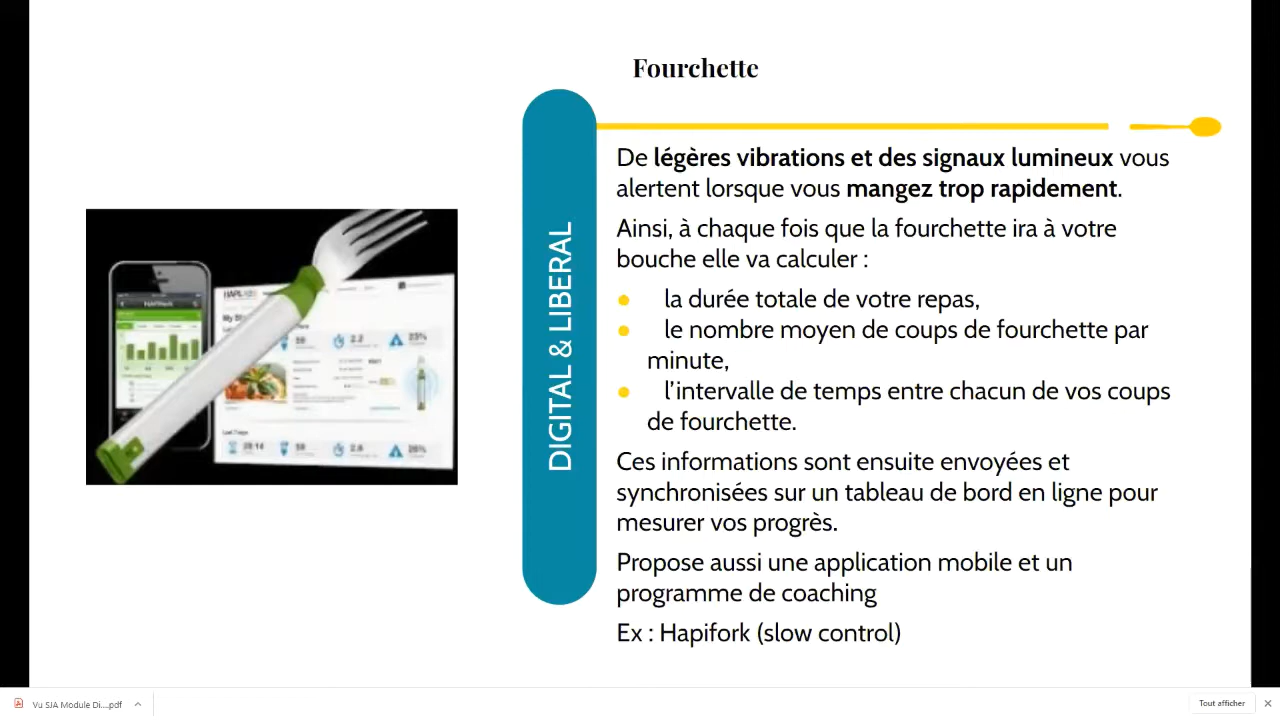 Fourchette
DIGITAL & LIBERAL
De légères vibrations et des signaux lumineux vous
alertent lorsque vous mangez trop rapidement.
Ainsi, à chaque fois que la fourchette ira à votre
bouche elle va calculer :
la durée totale de votre repas,
le nombre moyen de coups de fourchette par
minute,
l’intervalle de temps entre chacun de vos coups
de fourchette.
Ces informations sont ensuite envoyées et
synchronisées sur un tableau de bord en ligne pour
mesurer vos progrès.
Propose aussi une application mobile et un
programme de coaching
Ex : Hapifork (slow control)
Vu SJA Module Di....pdf
Tout afficher